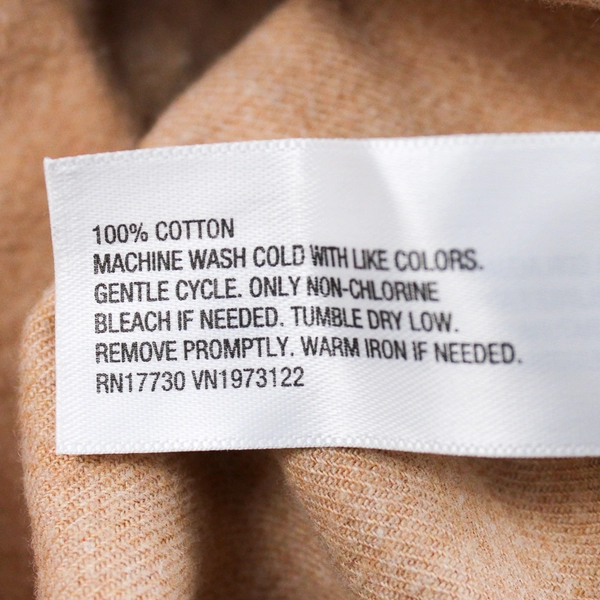 100% COTTON
MACHINE WASH COLD WITH LIKE COLORS.
GENTLE CYCLE. ONLY NON-CHLORINE
BLEACH IF NEEDED. TUMBLE DRY LOW.
REMOVE PROMPTLY. WARM IRON IF NEEDED.
RN17730 VN1973122